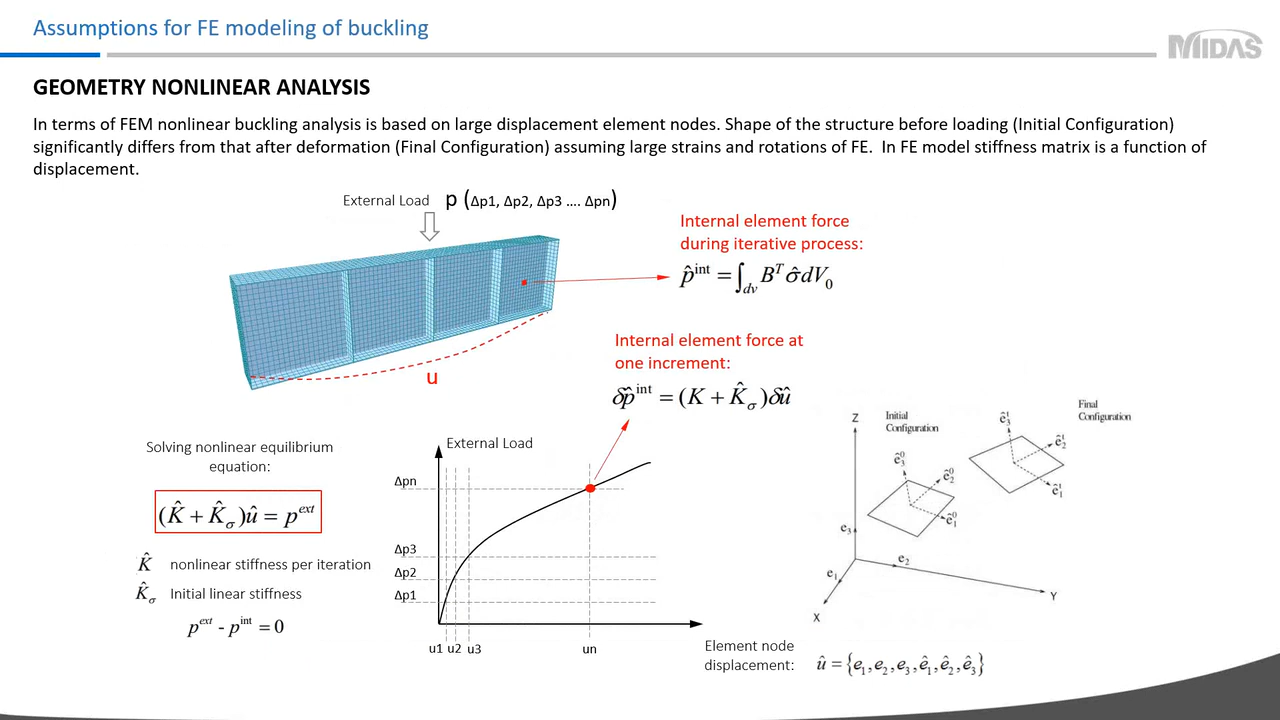 Assumptions for FE modeling of buckling
MIDAS
GEOMETRY NONLINEAR ANALYSIS
In terms of FEM nonlinear buckling analysis is based on large displacement element nodes. Shape of the structure before loading (Initial Configuration)
significantly differs from that after deformation (Final Configuration) assuming large strains and rotations of FE.  In FE model stiffness matrix is a function of
displacement.
External Load p (Δp1, Δp2, Δp3 .... Δpn)
Internal element force
during iterative process:
p̂^int = ∫_dv B^T σ̂ dV_0
u
Internal element force at
one increment:
δp̂^int = (K + K̂_σ)δû
Solving nonlinear equilibrium
equation:
(K̂ + K̂_σ)û = p^ext
K̂ nonlinear stiffness per iteration
K̂_σ Initial linear stiffness
p^ext - p^int = 0
External Load
Δpn
Δp3
Δp2
Δp1
u1 u2 u3 un
Z
Initial
Configuration
Final
Configuration
ê_3^0
ê_2^0
ê_1^0
ê_3^1
ê_2^1
ê_1^1
e_3
e_2
e_1
Y
X
Element node
displacement: û = {e_1, e_2, e_3, ê_1, ê_2, ê_3}